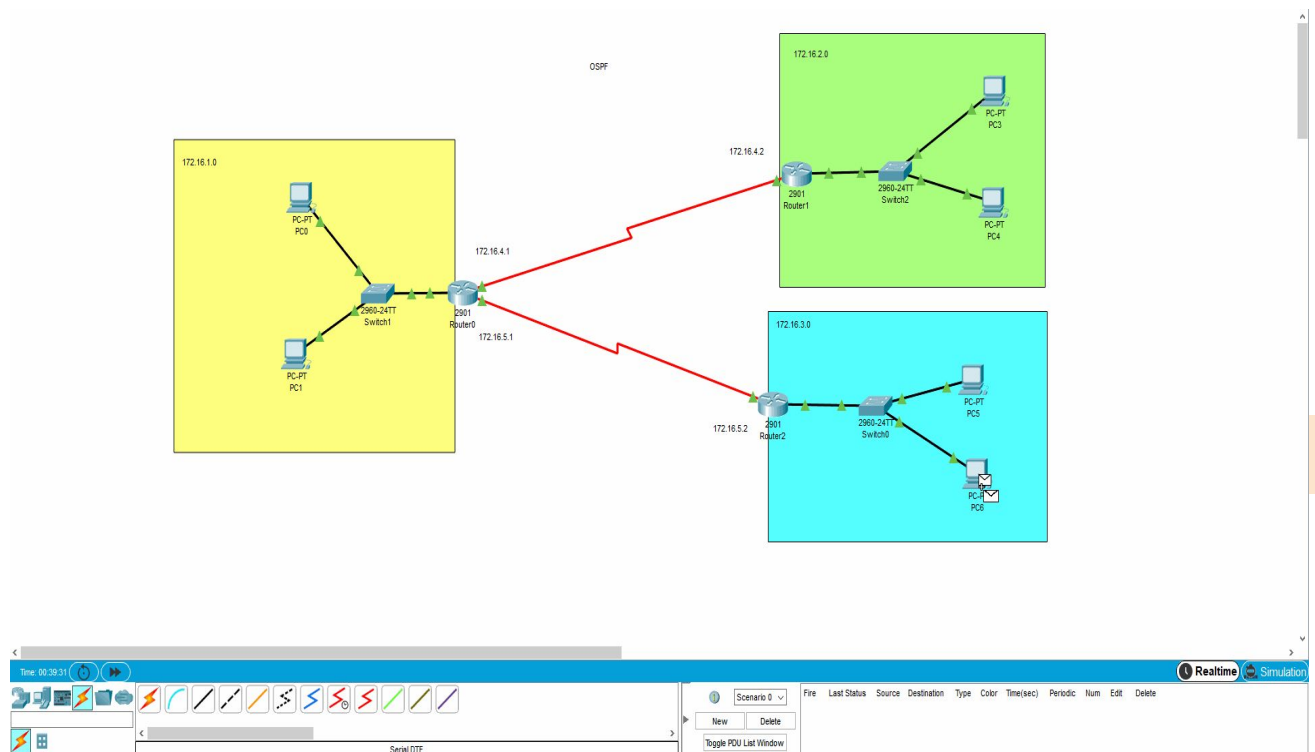 OSPF
172.16.2.0
PC-PT
PC3
172.16.4.2
2901
Router1
2960-24TT
Switch2
PC-PT
PC4
172.16.1.0
PC-PT
PC0
172.16.4.1
2960-24TT
Switch1
2901
Router0
172.16.5.1
PC-PT
PC1
172.16.3.0
PC-PT
PC5
172.16.5.2
2901
Router2
2960-24TT
Switch0
PC6
Time: 00:39:31
Realtime
Simulation
Scenario 0
Fire Last Status Source Destination Type Color Time(sec) Periodic Num Edit Delete
New Delete
Toggle PDU List Window
Serial DTE